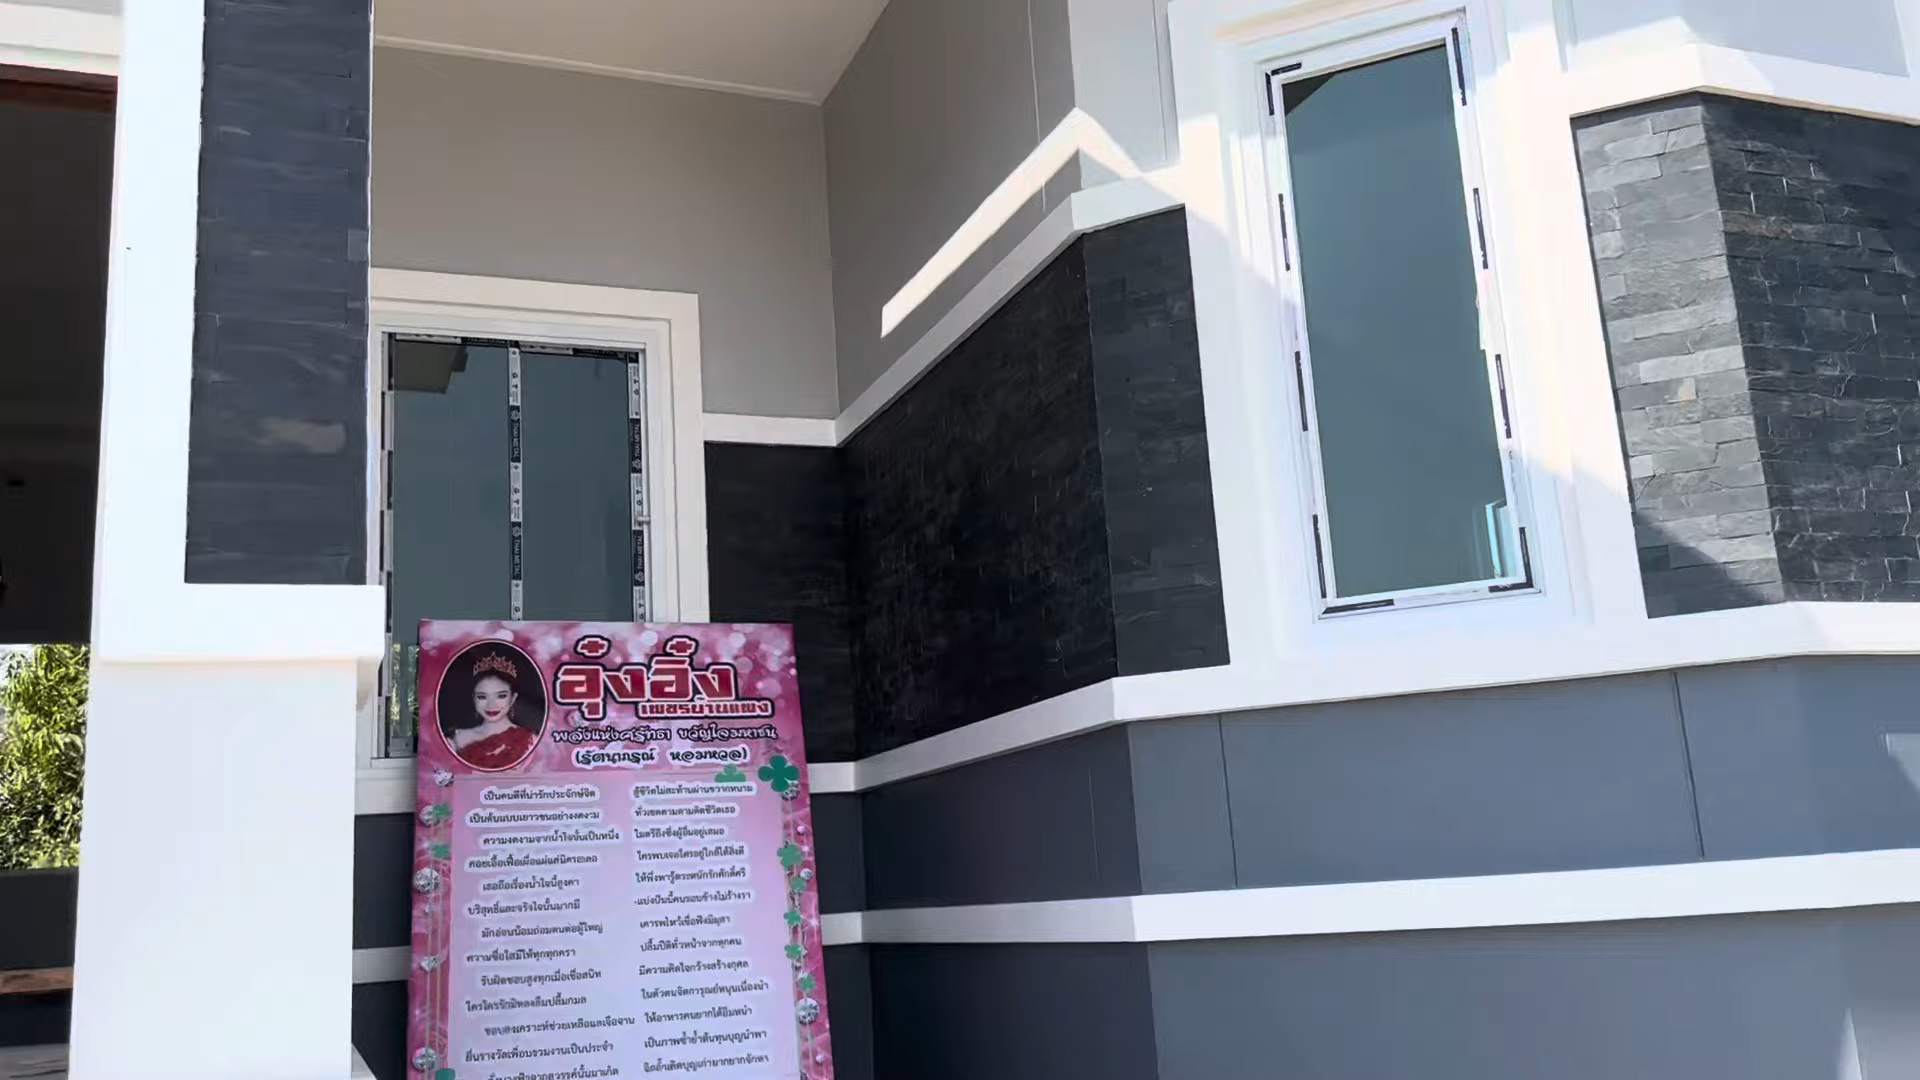 อุ๋งอิ๋ง
เพชรบ้านแพง
พลังแห่งศรัทธา ขวัญใจมหาชน
(รัตนาภรณ์ หอมหวล)
เป็นคนดีที่น่ารักประจักษ์จิต สู้ชีวิตไม่สะท้านผ่านขวากหนาม
เป็นต้นแบบเยาวชนอย่างงดงาม ทั่วเขตคามตามติดชีวิตเธอ
ความงดงามจากน้ำใจนั้นเป็นหนึ่ง ไมตรีถึงซึ่งผู้อื่นอยู่เสมอ
คอยเอื้อเฟื้อเผื่อแผ่แด่มิตรเกลอ ใครพบเจอใครอยู่ใกล้ได้สิ่งดี
เธอถือเรื่องน้ำใจนี้สูงค่า ให้พึ่งพารู้ตระหนักรักศักดิ์ศรี
บริสุทธิ์และจริงใจนั้นมากมี แบ่งปันนี้คนรอบข้างไม่ร้างรา
มักอ่อนน้อมถ่อมตนต่อผู้ใหญ่ เคารพไหว้เชื่อฟังมิมุสา
ความซื่อใสมีให้ทุกทุกครา ปลื้มปิติทั่วหน้าจากทุกคน
รับผิดชอบสูงทุกเมื่อเชื่อสนิท มีความคิดใจกว้างสร้างกุศล
ใครใครรักมิหลงลืมปลื้มกมล ในตัวตนจิตการุณย์หนุนเนื่องนำ
ชอบสงเคราะห์ช่วยเหลือแลเจือจาน ให้อาหารคนยากได้อิ่มหนำ
ยื่นรางวัลเพื่อนร่วมงานเป็นประจำ เป็นภาพซ้ำย้ำต้นทุนบุญนำพา
THAI METAL